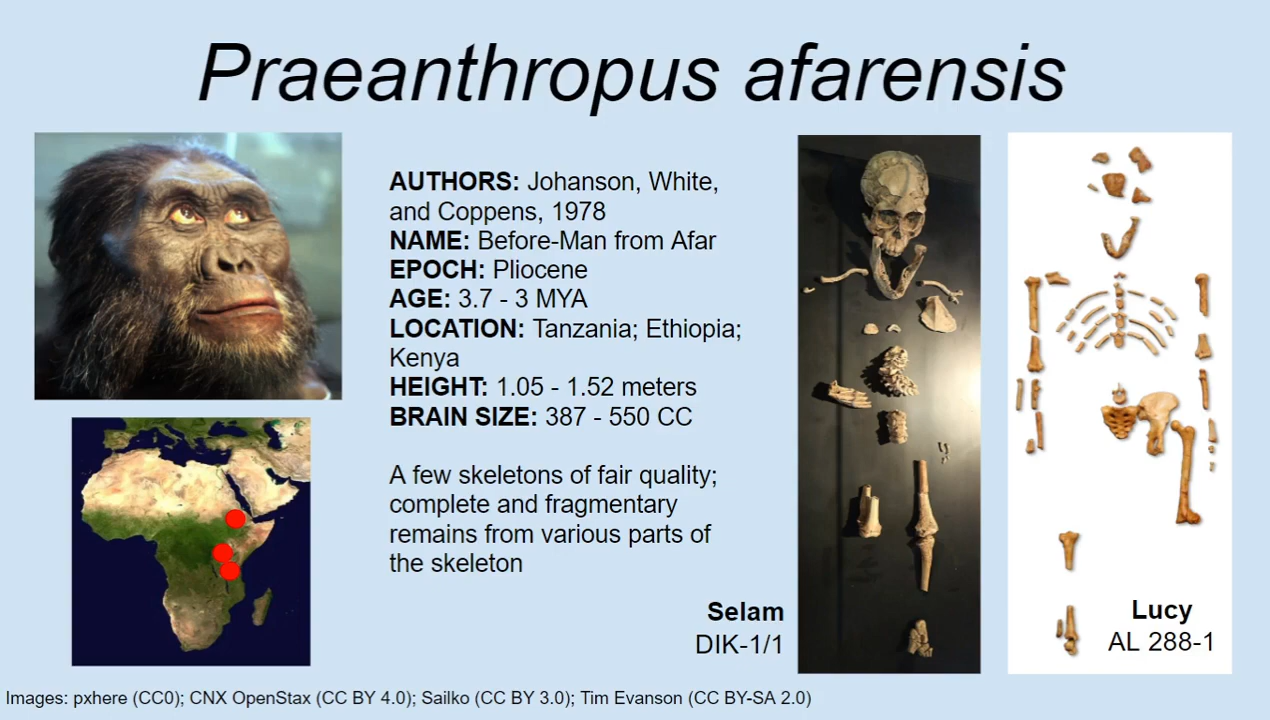 Praeanthropus afarensis
AUTHORS: Johanson, White,
and Coppens, 1978
NAME: Before-Man from Afar
EPOCH: Pliocene
AGE: 3.7 - 3 MYA
LOCATION: Tanzania; Ethiopia;
Kenya
HEIGHT: 1.05 - 1.52 meters
BRAIN SIZE: 387 - 550 CC
A few skeletons of fair quality;
complete and fragmentary
remains from various parts of
the skeleton
Selam
DIK-1/1
Lucy
AL 288-1
Images: pxhere (CC0); CNX OpenStax (CC BY 4.0); Sailko (CC BY 3.0); Tim Evanson (CC BY-SA 2.0)